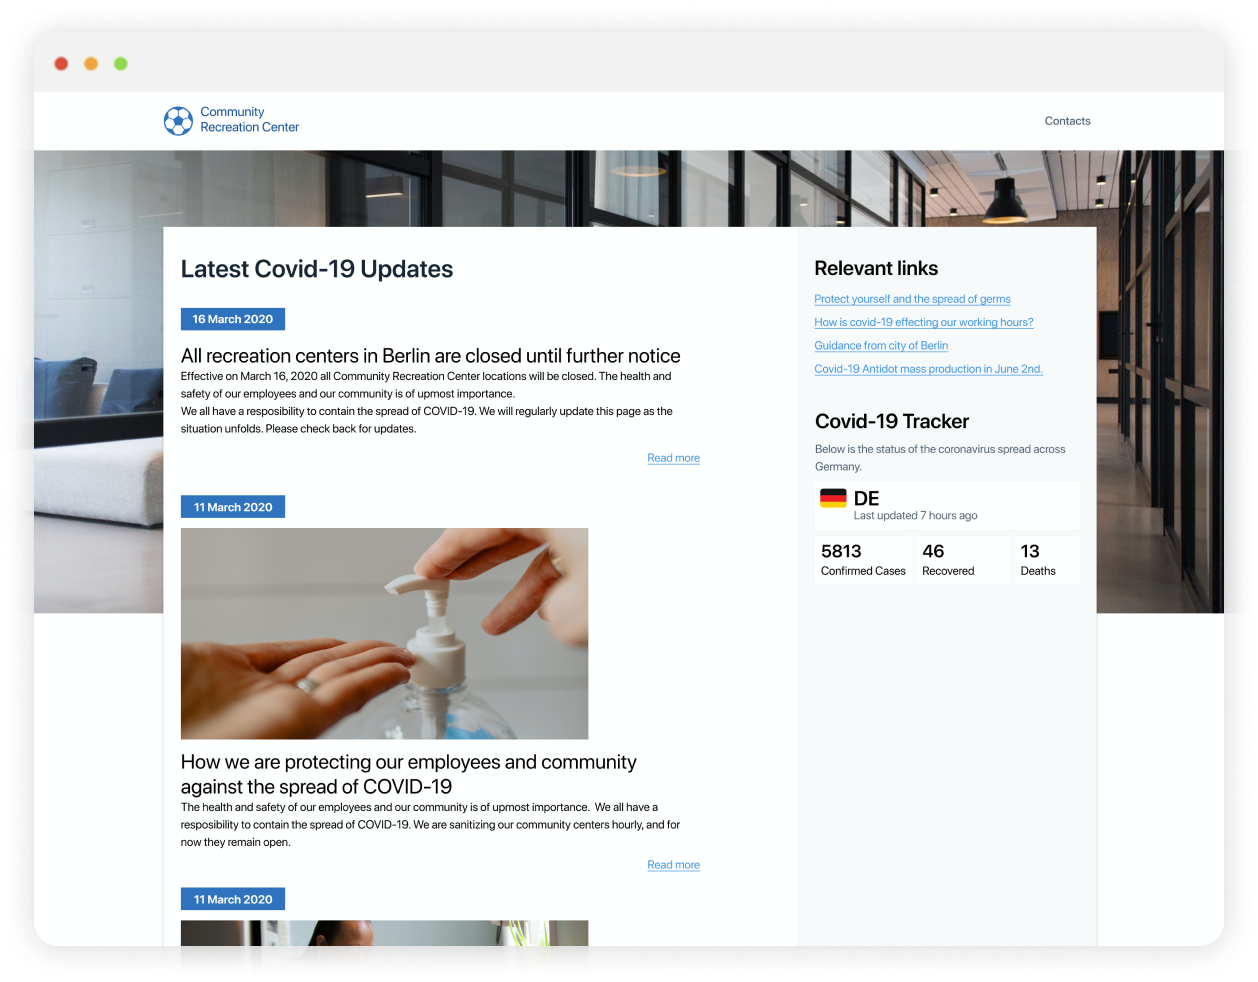 Community
Recreation Center
Contacts
Latest Covid-19 Updates
16 March 2020
All recreation centers in Berlin are closed until further notice
Effective on March 16, 2020 all Community Recreation Center locations will be closed. The health and
safety of our employees and our community is of upmost importance.
We all have a resposibility to contain the spread of COVID-19. We will regularly update this page as the
situation unfolds. Please check back for updates.
Read more
11 March 2020
How we are protecting our employees and community
against the spread of COVID-19
The health and safety of our employees and our community is of upmost importance.  We all have a
resposibility to contain the spread of COVID-19. We are sanitizing our community centers hourly, and for
now they remain open.
Read more
11 March 2020
Relevant links
Protect yourself and the spread of germs
How is covid-19 effecting our working hours?
Guidance from city of Berlin
Covid-19 Antidot mass production in June 2nd.
Covid-19 Tracker
Below is the status of the coronavirus spread across
Germany.
DE
Last updated 7 hours ago
5813
Confirmed Cases
46
Recovered
13
Deaths